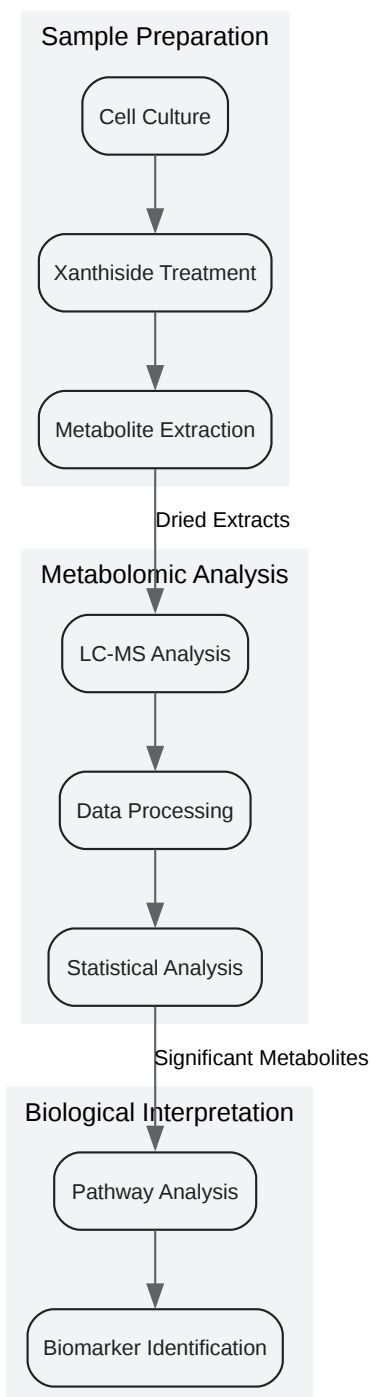 Sample Preparation
Cell Culture
Xanthiside Treatment
Metabolite Extraction
Dried Extracts
Metabolomic Analysis
LC-MS Analysis
Data Processing
Statistical Analysis
Significant Metabolites
Biological Interpretation
Pathway Analysis
Biomarker Identification